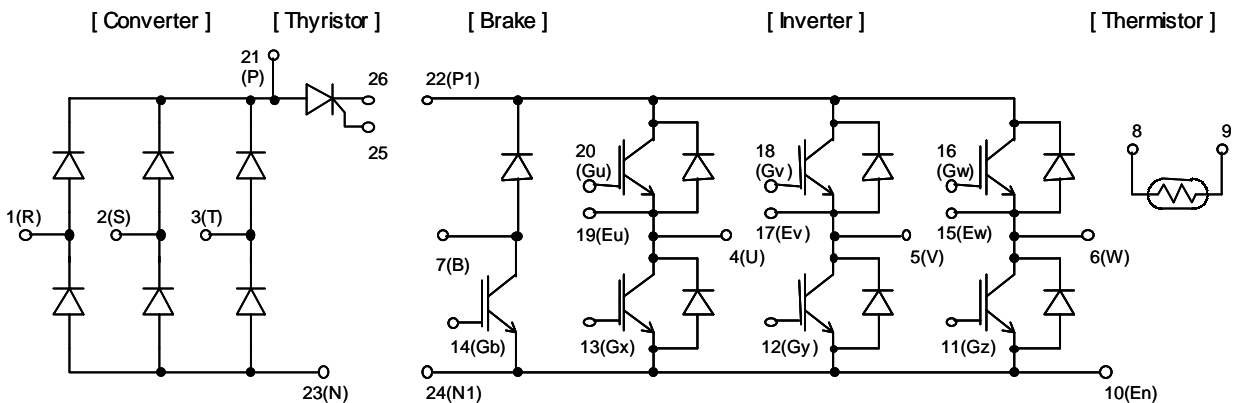 [ Converter ] [ Thyristor ] [ Brake ] [ Inverter ] [ Thermistor ]
21
(P)
26
25
22(P1)
20
(Gu)
18
(Gv)
16
(Gw)
8 9
1(R) 2(S) 3(T)
19(Eu) 17(Ev) 15(Ew)
7(B) 4(U) 5(V) 6(W)
14(Gb) 13(Gx) 12(Gy) 11(Gz)
23(N) 24(N1) 10(En)